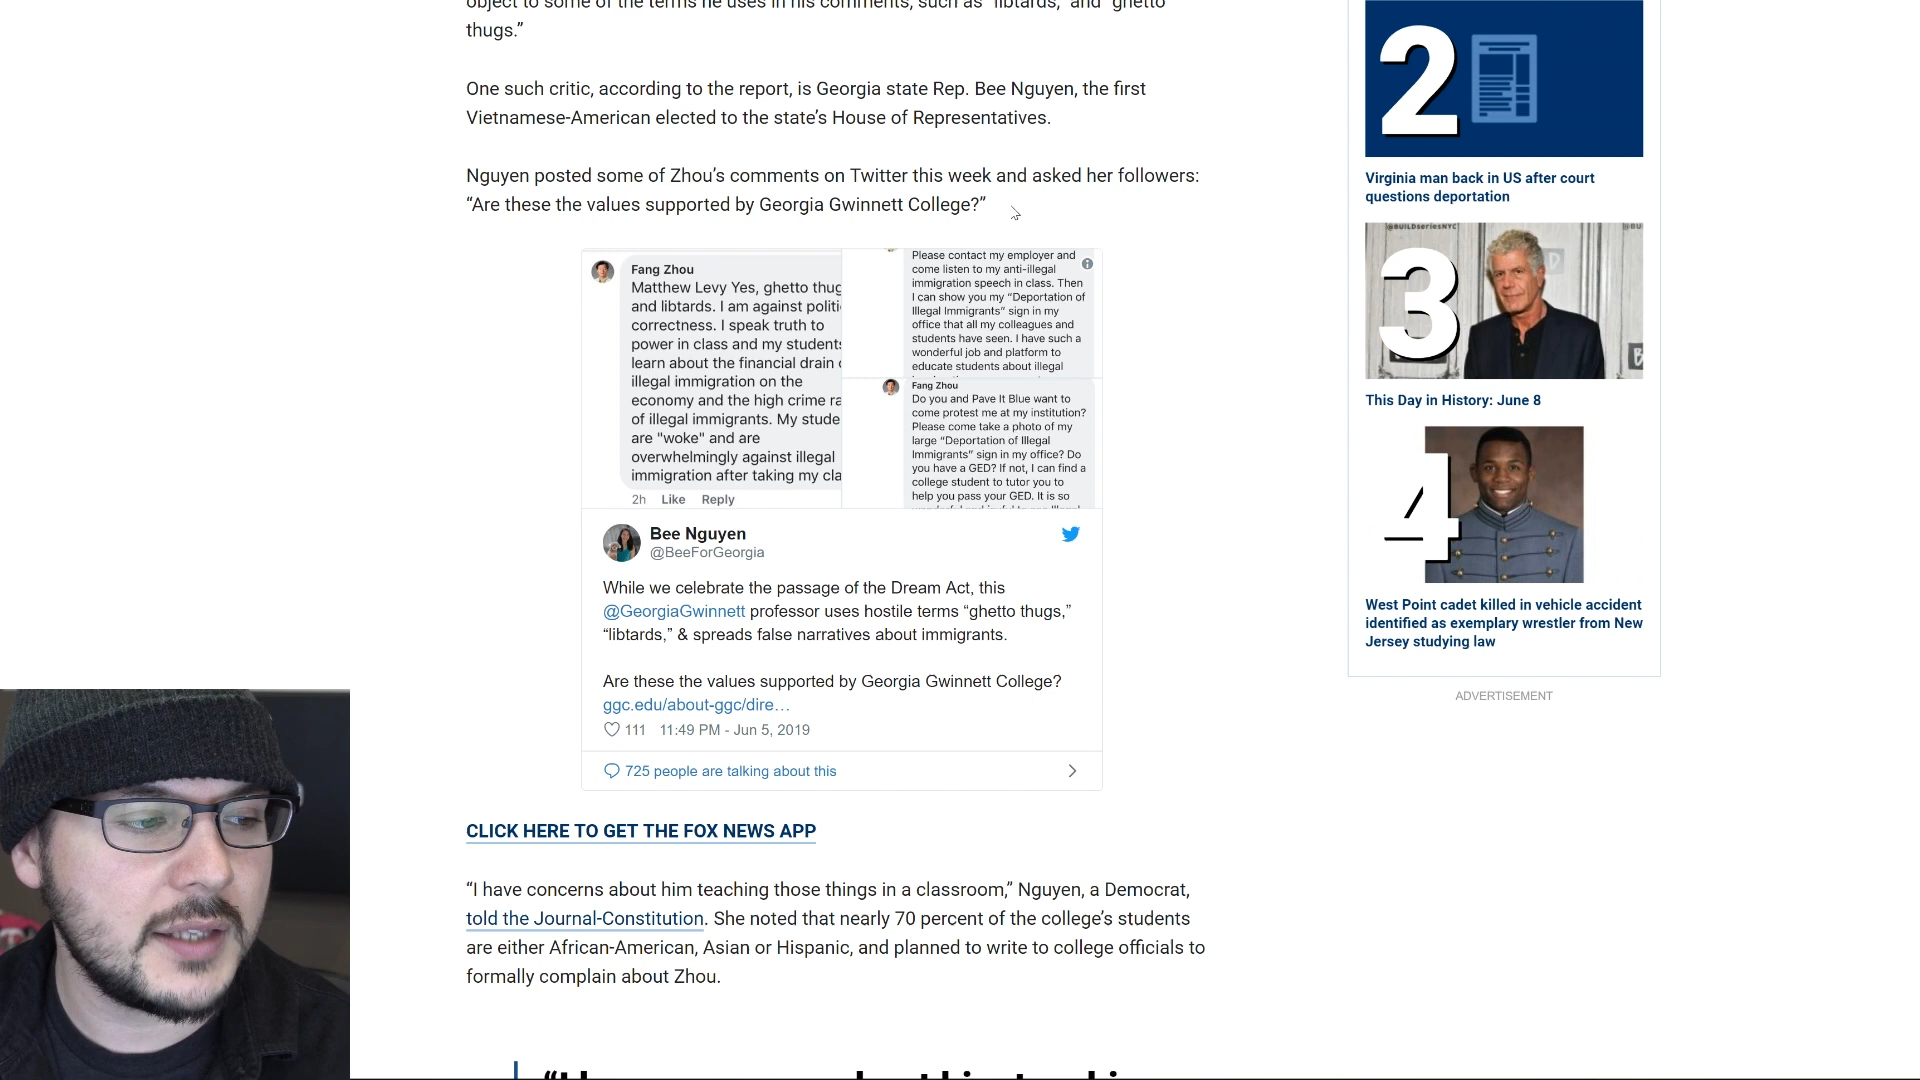 object to some of the terms he uses in his comments, such as “libtards,” and “ghetto
thugs.”
One such critic, according to the report, is Georgia state Rep. Bee Nguyen, the first
Vietnamese-American elected to the state’s House of Representatives.
Nguyen posted some of Zhou’s comments on Twitter this week and asked her followers:
“Are these the values supported by Georgia Gwinnett College?”
Fang Zhou
Matthew Levy Yes, ghetto thug
and libtards. I am against politi
correctness. I speak truth to
power in class and my students
learn about the financial drain
illegal immigration on the
economy and the high crime ra
of illegal immigrants. My stude
are "woke" and are
overwhelmingly against illegal
immigration after taking my cla
2h Like Reply
Please contact my employer and
come listen to my anti-illegal
immigration speech in class. Then
I can show you my “Deportation of
Illegal Immigrants” sign in my
office that all my colleagues and
students have seen. I have such a
wonderful job and platform to
educate students about illegal
Fang Zhou
Do you and Pave It Blue want to
come protest me at my institution?
Please come take a photo of my
large “Deportation of Illegal
Immigrants” sign in my office? Do
you have a GED? If not, I can find a
college student to tutor you to
help you pass your GED. It is so
Bee Nguyen
@BeeForGeorgia
While we celebrate the passage of the Dream Act, this
@GeorgiaGwinnett professor uses hostile terms “ghetto thugs,”
“libtards,” & spreads false narratives about immigrants.
Are these the values supported by Georgia Gwinnett College?
ggc.edu/about-ggc/dire…
111 11:49 PM - Jun 5, 2019
725 people are talking about this
CLICK HERE TO GET THE FOX NEWS APP
“I have concerns about him teaching those things in a classroom,” Nguyen, a Democrat,
told the Journal-Constitution. She noted that nearly 70 percent of the college’s students
are either African-American, Asian or Hispanic, and planned to write to college officials to
formally complain about Zhou.
2
Virginia man back in US after court
questions deportation
@BUILDseriesNYC
3
This Day in History: June 8
4
West Point cadet killed in vehicle accident
identified as exemplary wrestler from New
Jersey studying law
ADVERTISEMENT